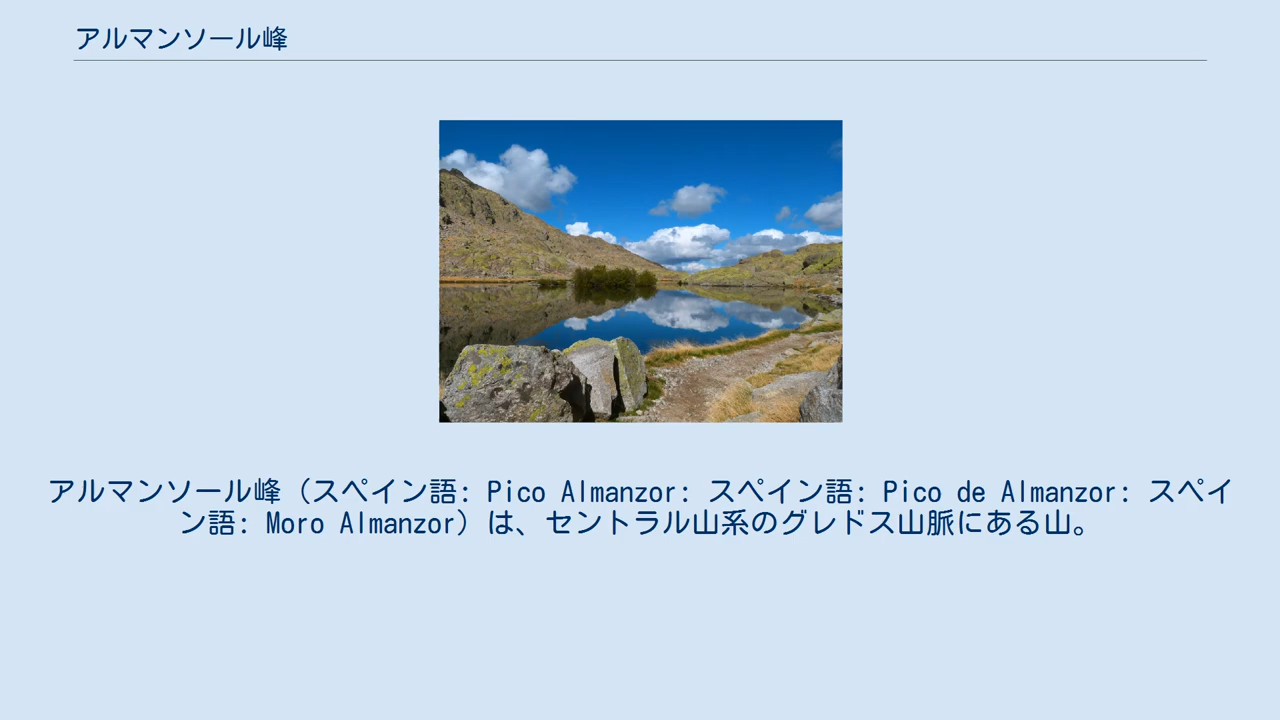 アルマンソール峰
アルマンソール峰（スペイン語: Pico Almanzor: スペイン語: Pico de Almanzor: スペイ
ン語: Moro Almanzor）は、セントラル山系のグレドス山脈にある山。